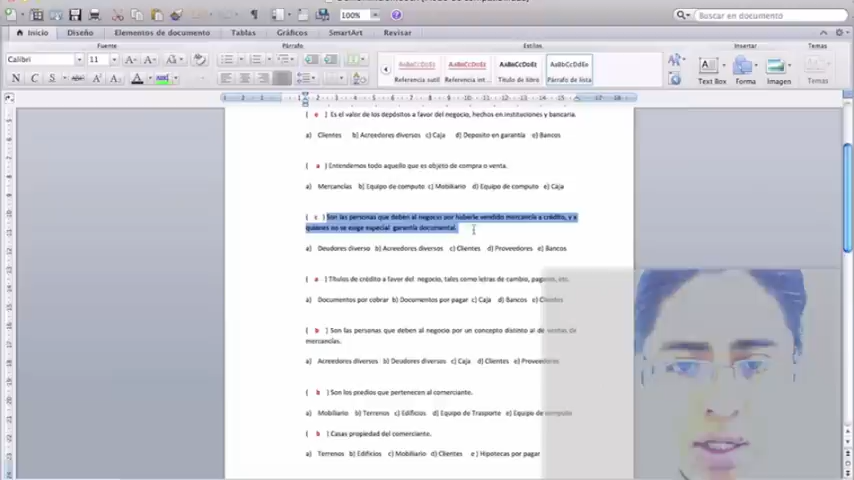 100%
Buscar en documento
Inicio Diseño Elementos de documento Tablas Gráficos SmartArt Revisar
Fuente Párrafo Estilos Insertar Temas
Calibri 11 AaBbCcDdEe AaBbCcDdEe AaBbCcDdEe AaBbCcDdEe
N C S Referencia sutil Referencia int... Título de libro Párrafo de lista Text Box Forma Imagen Temas
( e ) Es el valor de los depósitos a favor del negocio, hechos en instituciones y bancaria.
a) Clientes b) Acreedores diversos c) Caja d) Deposito en garantía e) Bancos
( a ) Entendemos todo aquello que es objeto de compra o venta.
a) Mercancías b) Equipo de computo c) Mobiliario d) Equipo de computo e) Caja
( c ) Son las personas que deben al negocio por haberle vendido mercancía a crédito, y a
quienes no se exige especial garantía documental.
a) Deudores diverso b) Acreedores diversos c) Clientes d) Proveedores e) Bancos
( a ) Títulos de crédito a favor del negocio, tales como letras de cambio, pagares, etc.
a) Documentos por cobrar b) Documentos por pagar c) Caja d) Bancos e) Clientes
( b ) Son las personas que deben al negocio por un concepto distinto al de ventas de
mercancías.
a) Acreedores diversos b) Deudores diversos c) Caja d) Clientes e) Proveedores
( b ) Son los predios que pertenecen al comerciante.
a) Mobiliario b) Terrenos c) Edificios d) Equipo de Trasporte e) Equipo de computo
( b ) Casas propiedad del comerciante.
a) Terrenos b) Edificios c) Mobiliario d) Clientes e ) Hipotecas por pagar